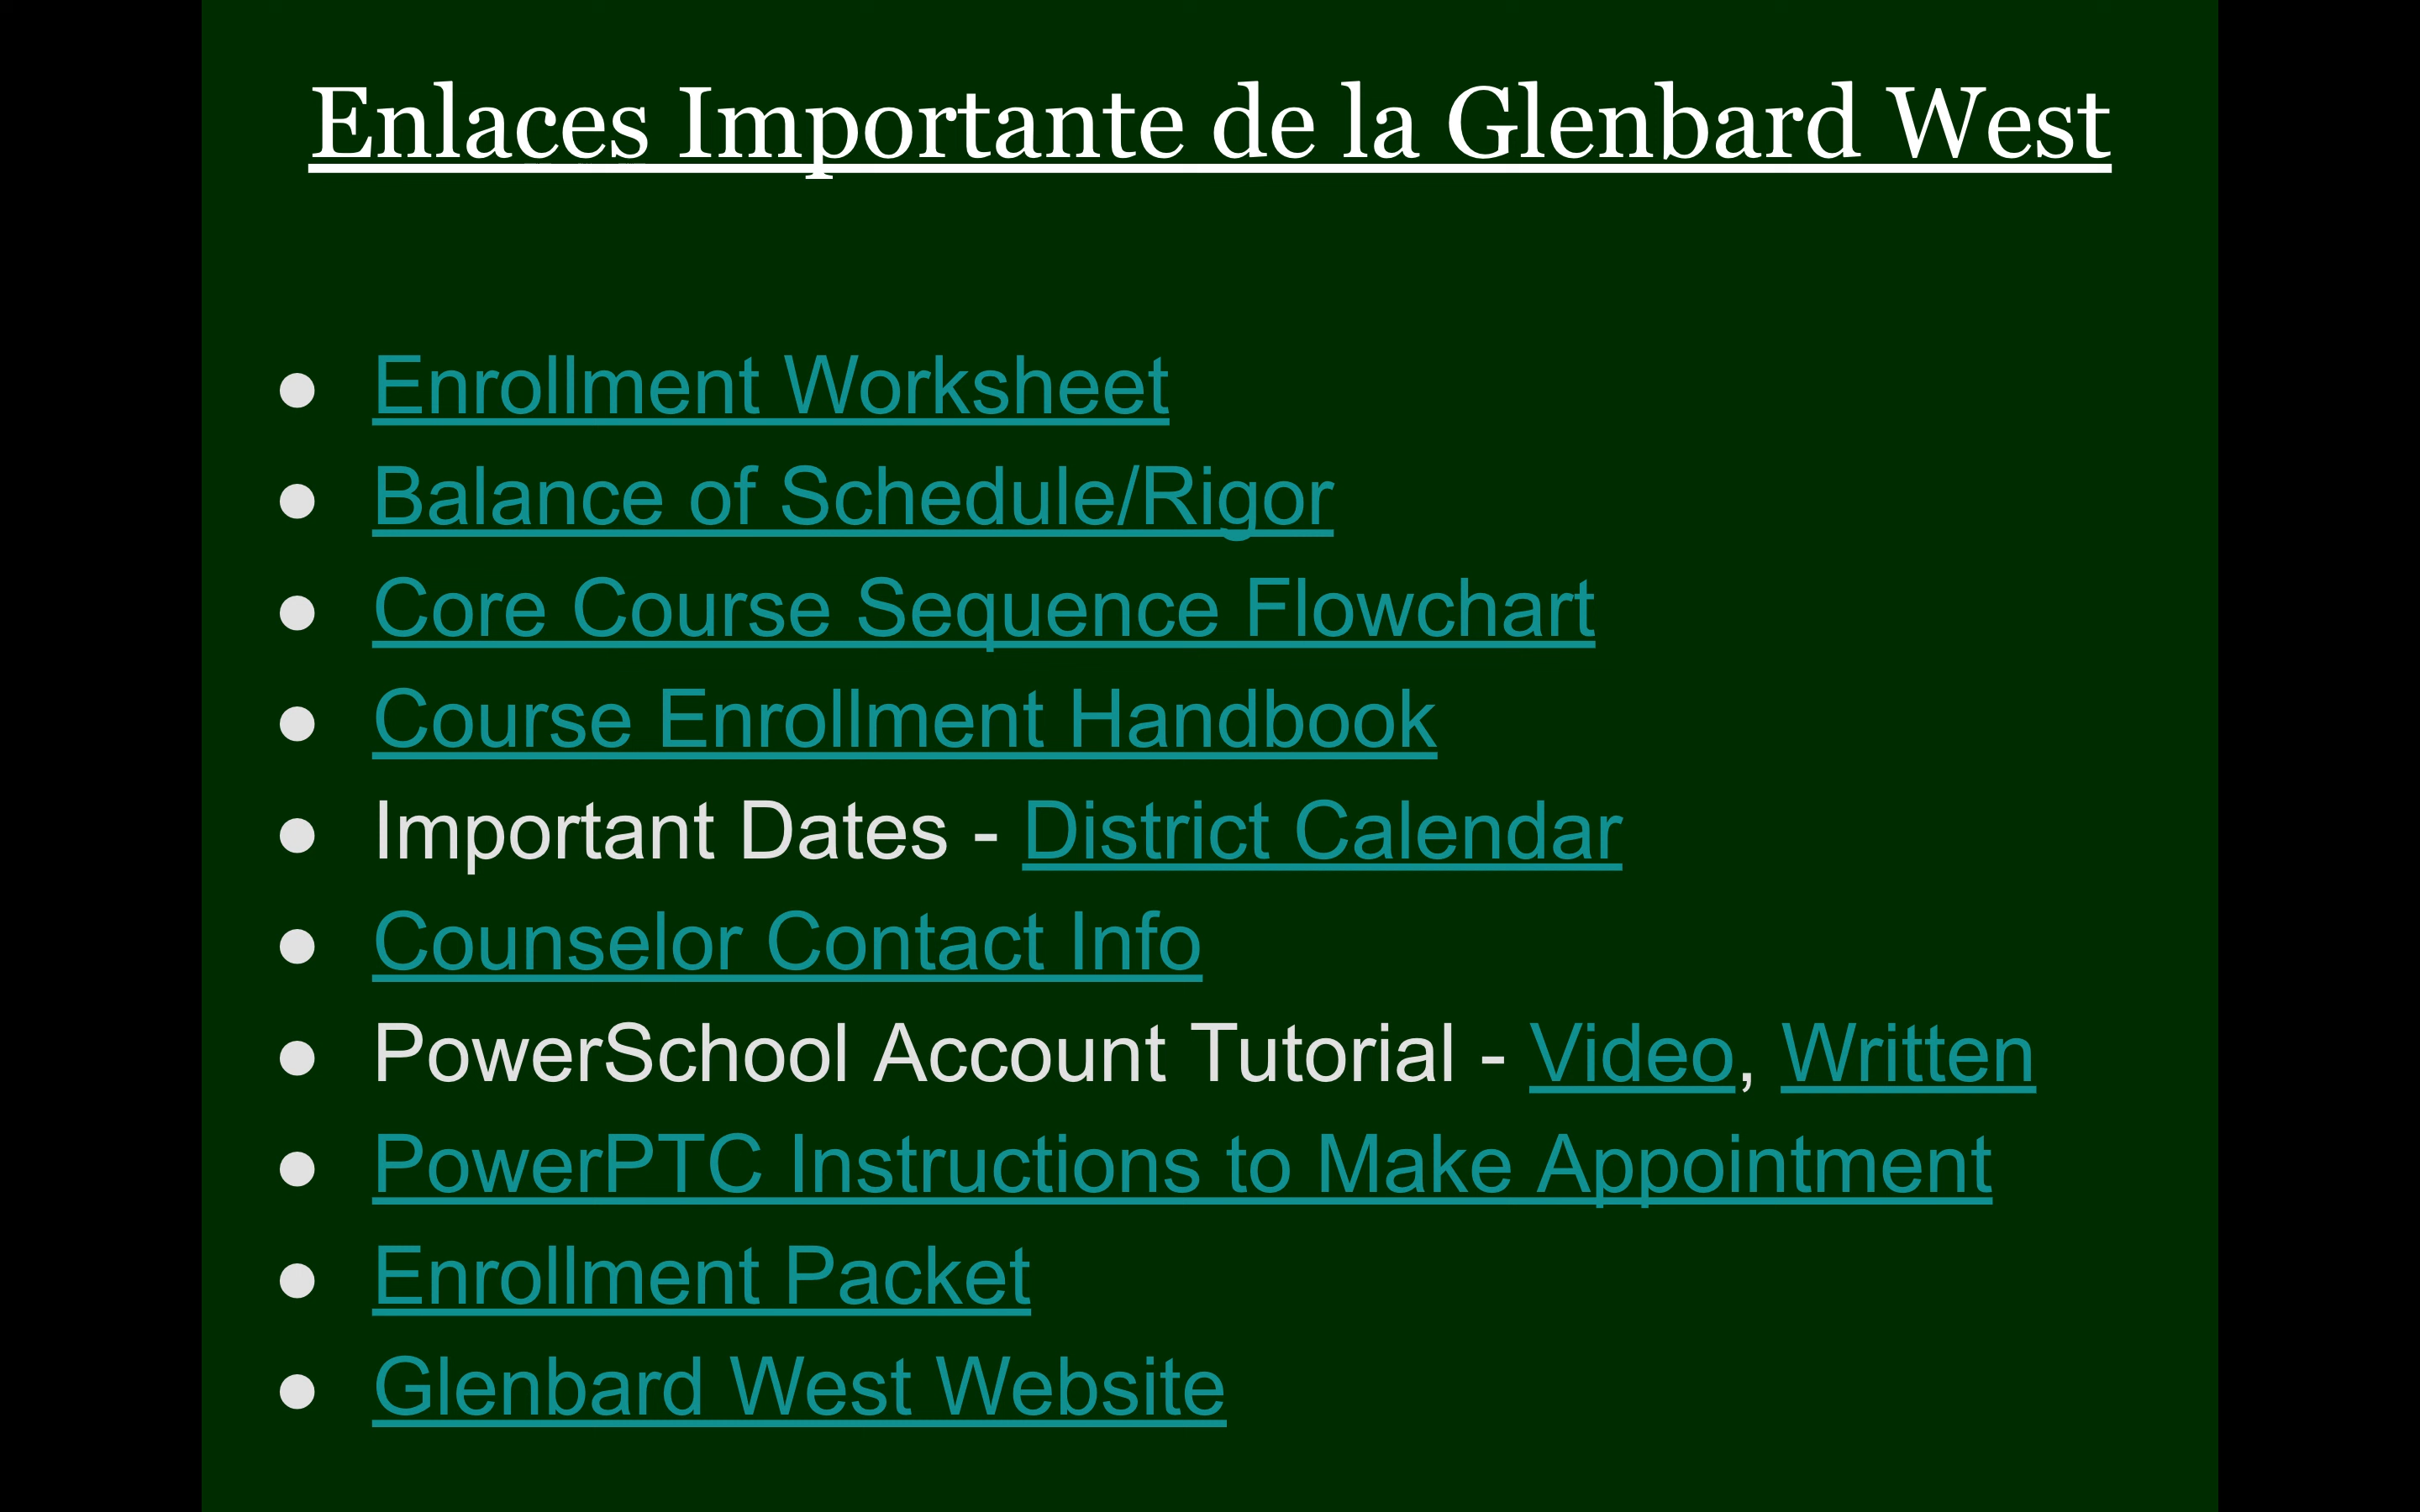 Enlaces Importante de la Glenbard West
● Enrollment Worksheet
● Balance of Schedule/Rigor
● Core Course Sequence Flowchart
● Course Enrollment Handbook
● Important Dates - District Calendar
● Counselor Contact Info
● PowerSchool Account Tutorial - Video, Written
● PowerPTC Instructions to Make Appointment
● Enrollment Packet
● Glenbard West Website